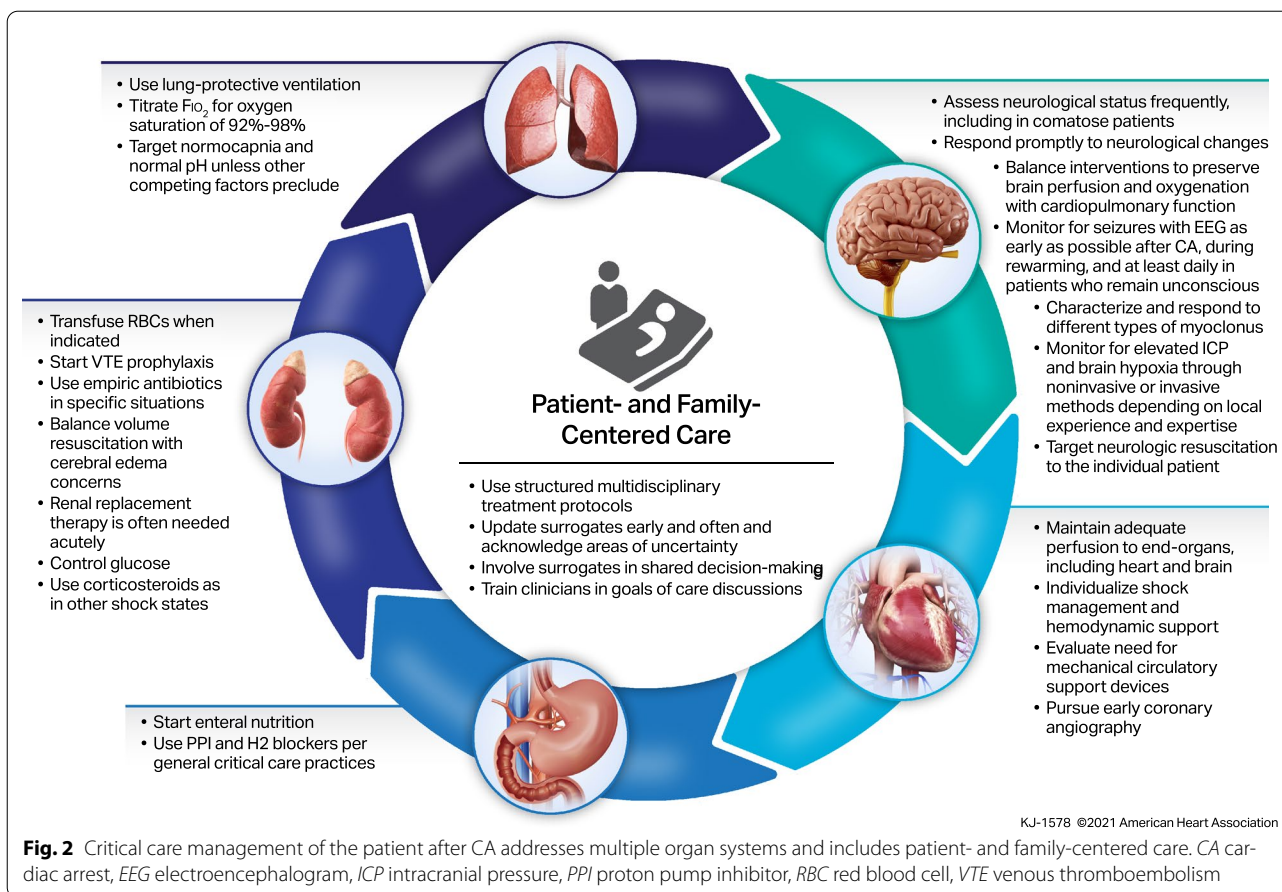 • Use lung-protective ventilation
• Titrate FIO2 for oxygen
saturation of 92%-98%
• Target normocapnia and
normal pH unless other
competing factors preclude
• Assess neurological status frequently,
including in comatose patients
• Respond promptly to neurological changes
• Balance interventions to preserve
brain perfusion and oxygenation
with cardiopulmonary function
• Monitor for seizures with EEG as
early as possible after CA, during
rewarming, and at least daily in
patients who remain unconscious
• Characterize and respond to
different types of myoclonus
• Monitor for elevated ICP
and brain hypoxia through
noninvasive or invasive
methods depending on local
experience and expertise
• Target neurologic resuscitation
to the individual patient
• Transfuse RBCs when
indicated
• Start VTE prophylaxis
• Use empiric antibiotics
in specific situations
• Balance volume
resuscitation with
cerebral edema
concerns
• Renal replacement
therapy is often needed
acutely
• Control glucose
• Use corticosteroids as
in other shock states
Patient- and Family-
Centered Care
• Use structured multidisciplinary
treatment protocols
• Update surrogates early and often and
acknowledge areas of uncertainty
• Involve surrogates in shared decision-making
• Train clinicians in goals of care discussions
• Maintain adequate
perfusion to end-organs,
including heart and brain
• Individualize shock
management and
hemodynamic support
• Evaluate need for
mechanical circulatory
support devices
• Pursue early coronary
angiography
• Start enteral nutrition
• Use PPI and H2 blockers per
general critical care practices
KJ-1578 ©2021 American Heart Association
Fig. 2 Critical care management of the patient after CA addresses multiple organ systems and includes patient- and family-centered care. CA car-
diac arrest, EEG electroencephalogram, ICP intracranial pressure, PPI proton pump inhibitor, RBC red blood cell, VTE venous thromboembolism